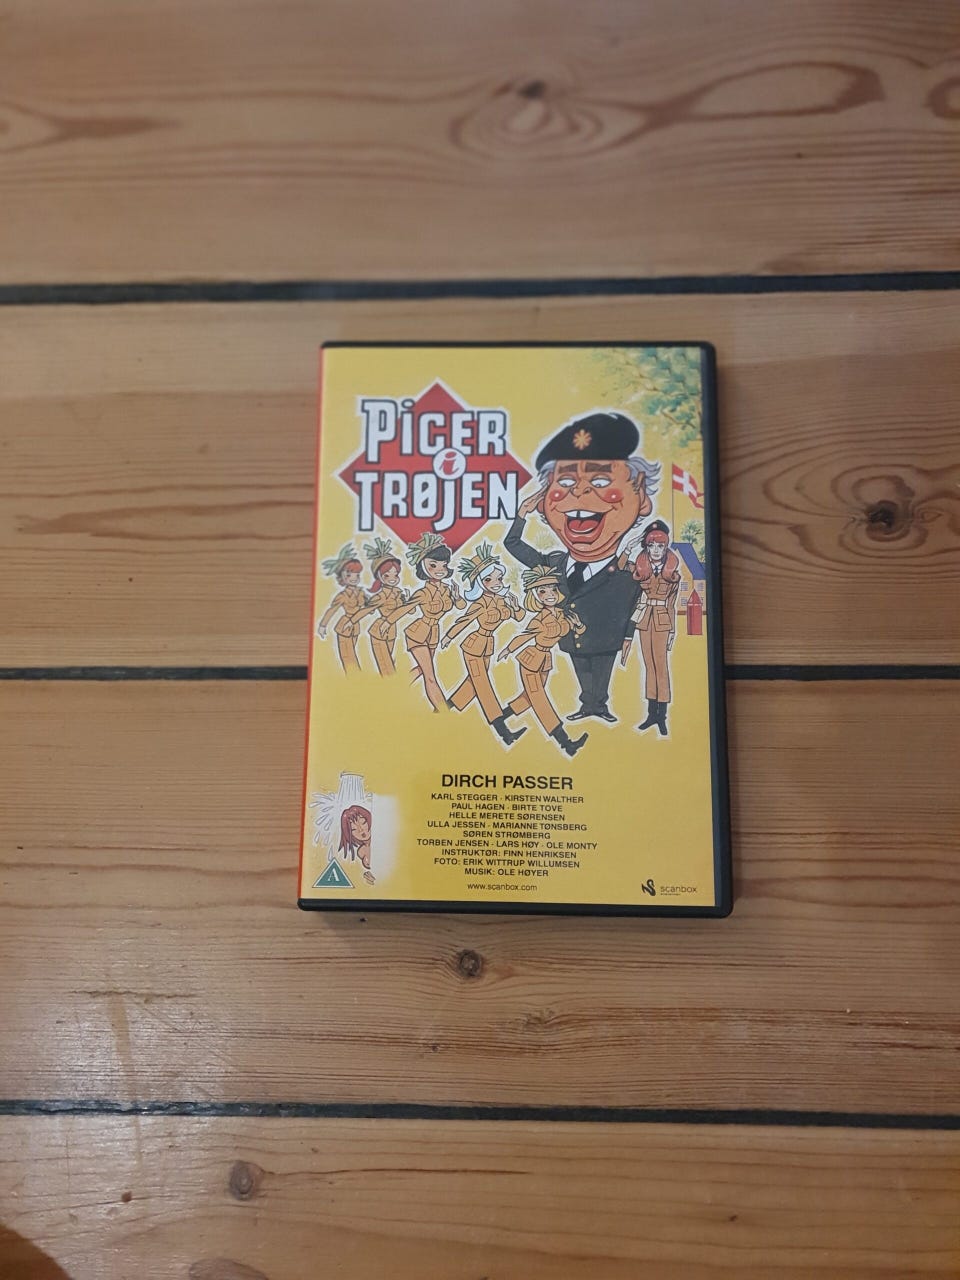 PiGER
i
TRØJEN
DIRCH PASSER
KARL STEGGER · KIRSTEN WALTHER
PAUL HAGEN · BIRTE TOVE
HELLE MERETE SØRENSEN
ULLA JESSEN · MARIANNE TØNSBERG
SØREN STRØMBERG
TORBEN JENSEN · LARS HØY · OLE MONTY
INSTRUKTØR: FINN HENRIKSEN
FOTO: ERIK WITTRUP WILLUMSEN
MUSIK: OLE HØYER
A
www.scanbox.com
scanbox